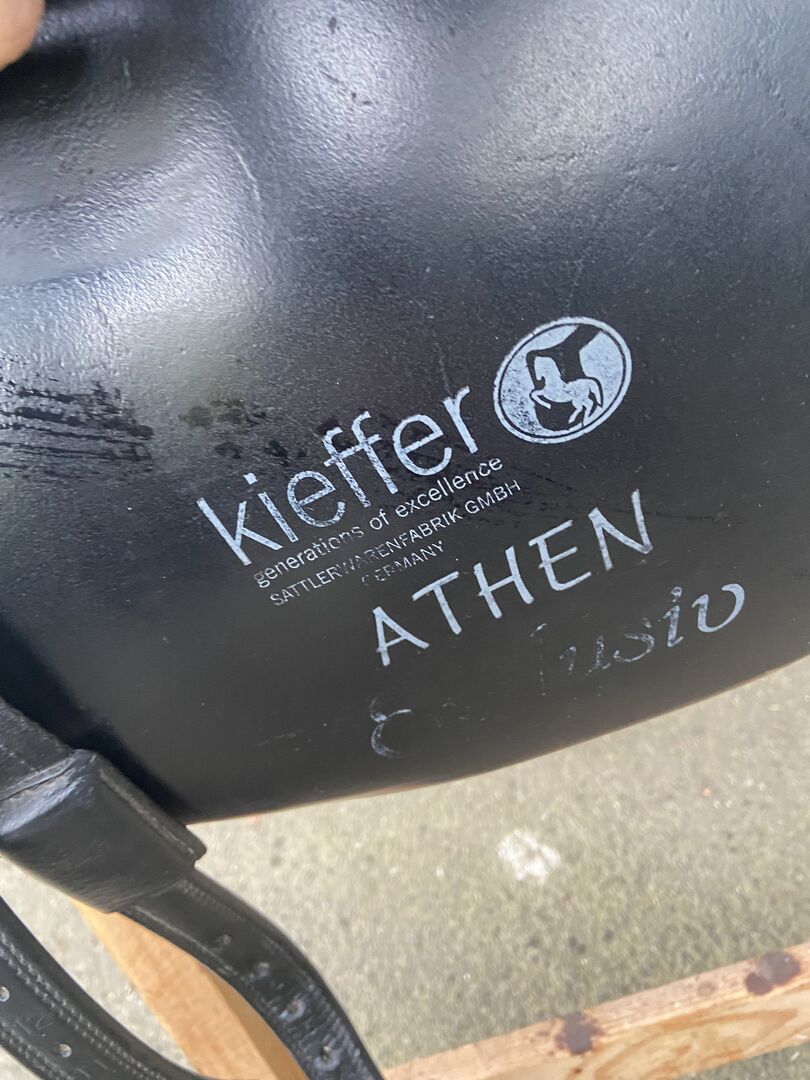 kieffer
generations of excellence
SATTLERWARENFABRIK GMBH
GERMANY
ATHEN